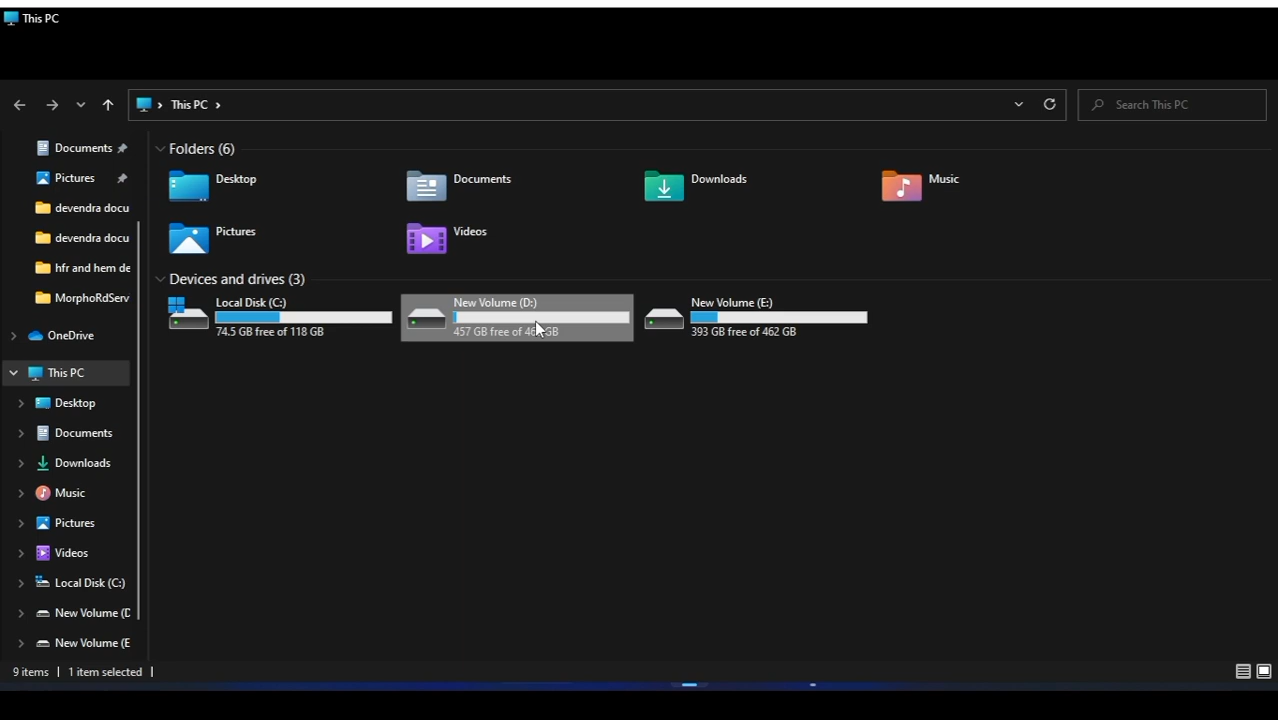 This PC
This PC
Search This PC
Documents
Pictures
devendra docu
devendra docu
hfr and hem de
MorphoRdServ
OneDrive
This PC
Desktop
Documents
Downloads
Music
Pictures
Videos
Local Disk (C:)
New Volume (D
New Volume (E
Folders (6)
Desktop
Documents
Downloads
Music
Pictures
Videos
Devices and drives (3)
Local Disk (C:)
74.5 GB free of 118 GB
New Volume (D:)
457 GB free of GB
New Volume (E:)
393 GB free of 462 GB
9 items
1 item selected